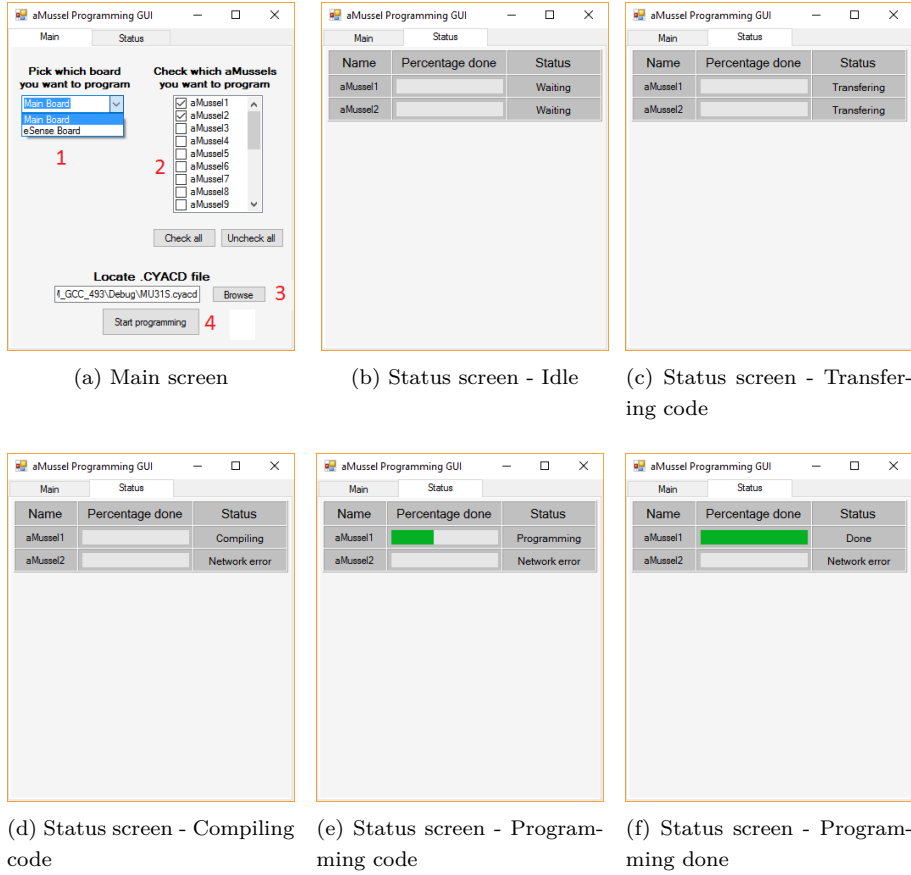 aMussel Programming GUI
Main Status
Pick which board
you want to program
Check which aMussels
you want to program
Main Board
Main Board
eSense Board
1
aMussel1
aMussel2
aMussel3
aMussel4
aMussel5
aMussel6
aMussel7
aMussel8
aMussel9
2
Check all Uncheck all
Locate .CYACD file
M_GCC_493\Debug\MU31S.cyacd Browse 3
Start programming 4
(a) Main screen
aMussel Programming GUI
Main Status
Name Percentage done Status
aMussel1 Waiting
aMussel2 Waiting
(b) Status screen - Idle
aMussel Programming GUI
Main Status
Name Percentage done Status
aMussel1 Transfering
aMussel2 Transfering
(c) Status screen - Transfer-
ing code
aMussel Programming GUI
Main Status
Name Percentage done Status
aMussel1 Compiling
aMussel2 Network error
(d) Status screen - Compiling
code
aMussel Programming GUI
Main Status
Name Percentage done Status
aMussel1 Programming
aMussel2 Network error
(e) Status screen - Program-
ming code
aMussel Programming GUI
Main Status
Name Percentage done Status
aMussel1 Done
aMussel2 Network error
(f) Status screen - Program-
ming done